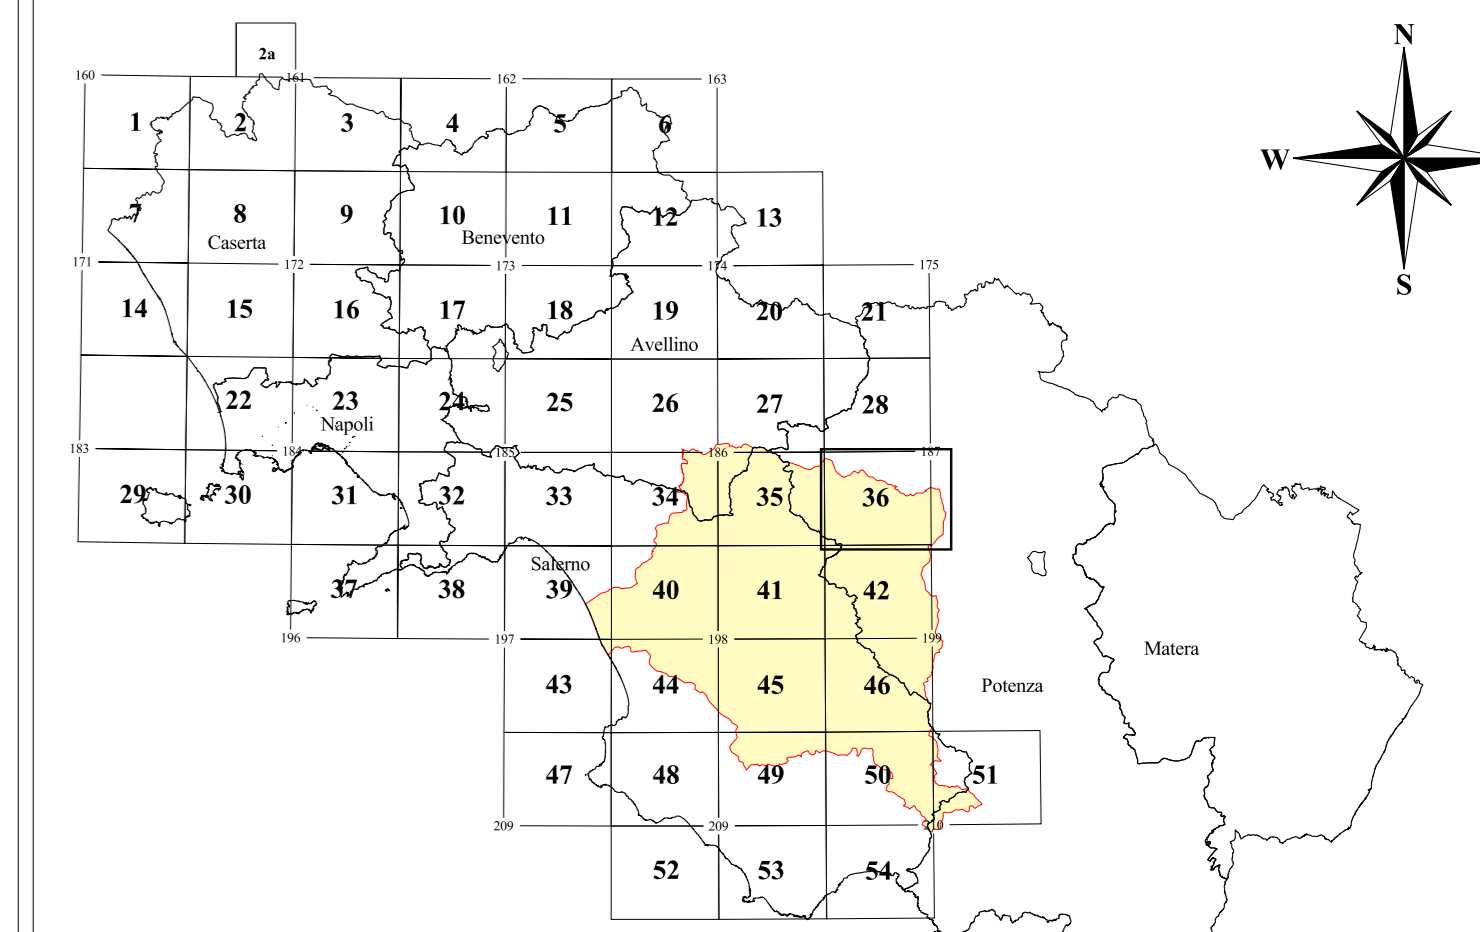 N
2a
160 161 162 163
1 2 3 4 5 6
W
7 8 9 10 11 12 13
Caserta Benevento
171 172 173 174 175
S
14 15 16 17 18 19 20 21
Avellino
22 23 24 25 26 27 28
Napoli
183 184 185 186 187
29 30 31 32 33 34 35 36
Salerno
37 38 39 40 41 42
196 197 198 199
Matera
43 44 45 46 Potenza
47 48 49 50 51
209 209 210
52 53 54